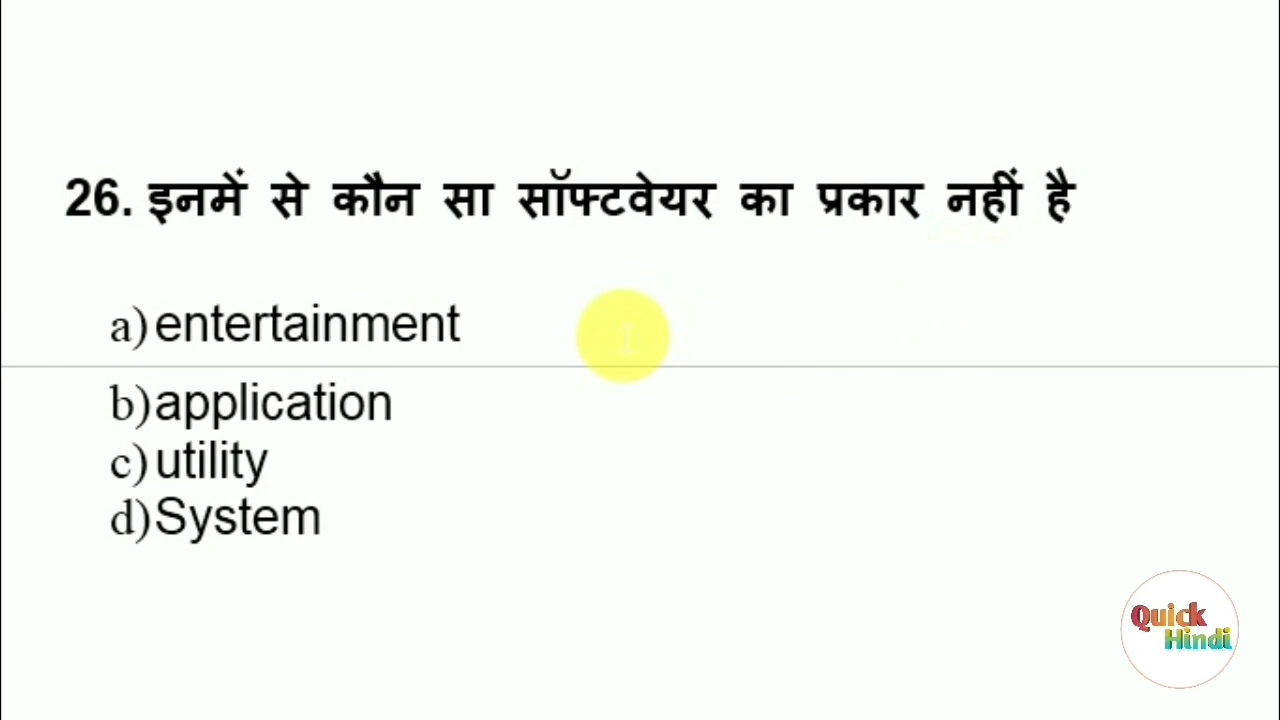 26. इनमें से कौन सा सॉफ्टवेयर का प्रकार नहीं है
a) entertainment
b) application
c) utility
d) System
Quick
Hindi